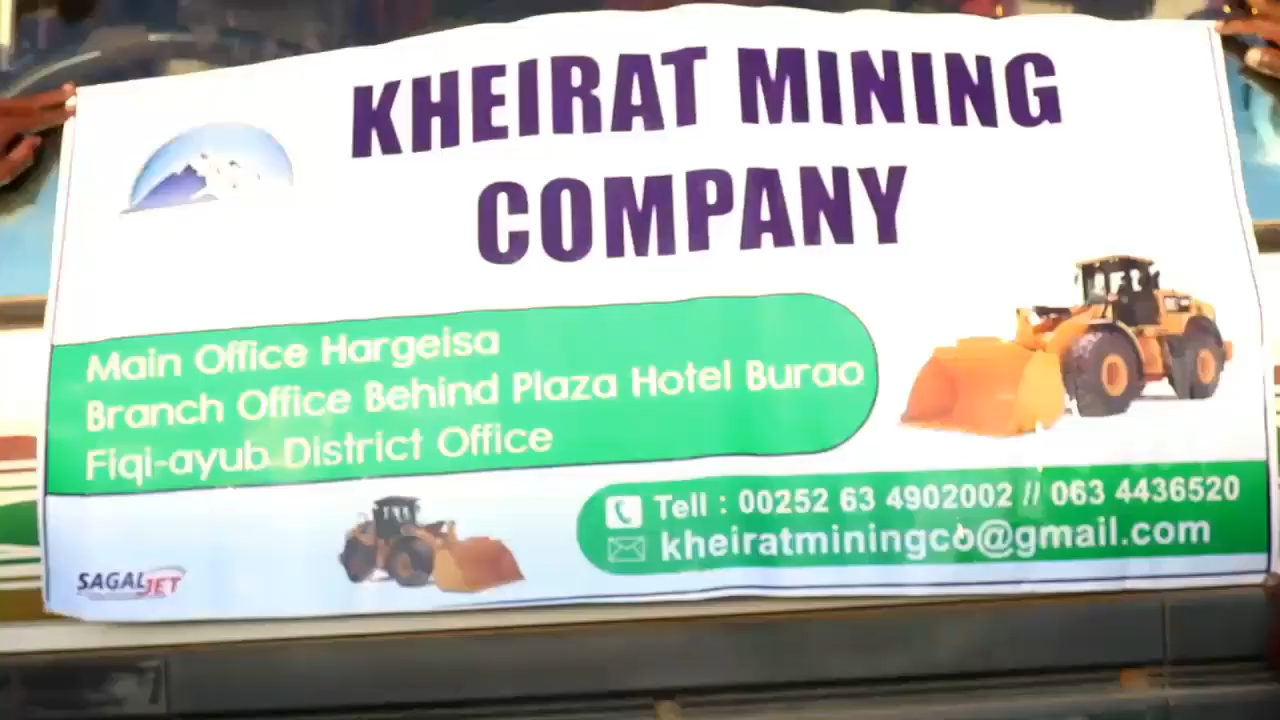 KHEIRAT MINING
COMPANY
Main Office Hargeisa
Branch Office Behind Plaza Hotel Burao
Fiqi-ayub District Office
Tell : 00252 63 4902002 // 063 4436520
kheiratminingco@gmail.com
SAGALJET